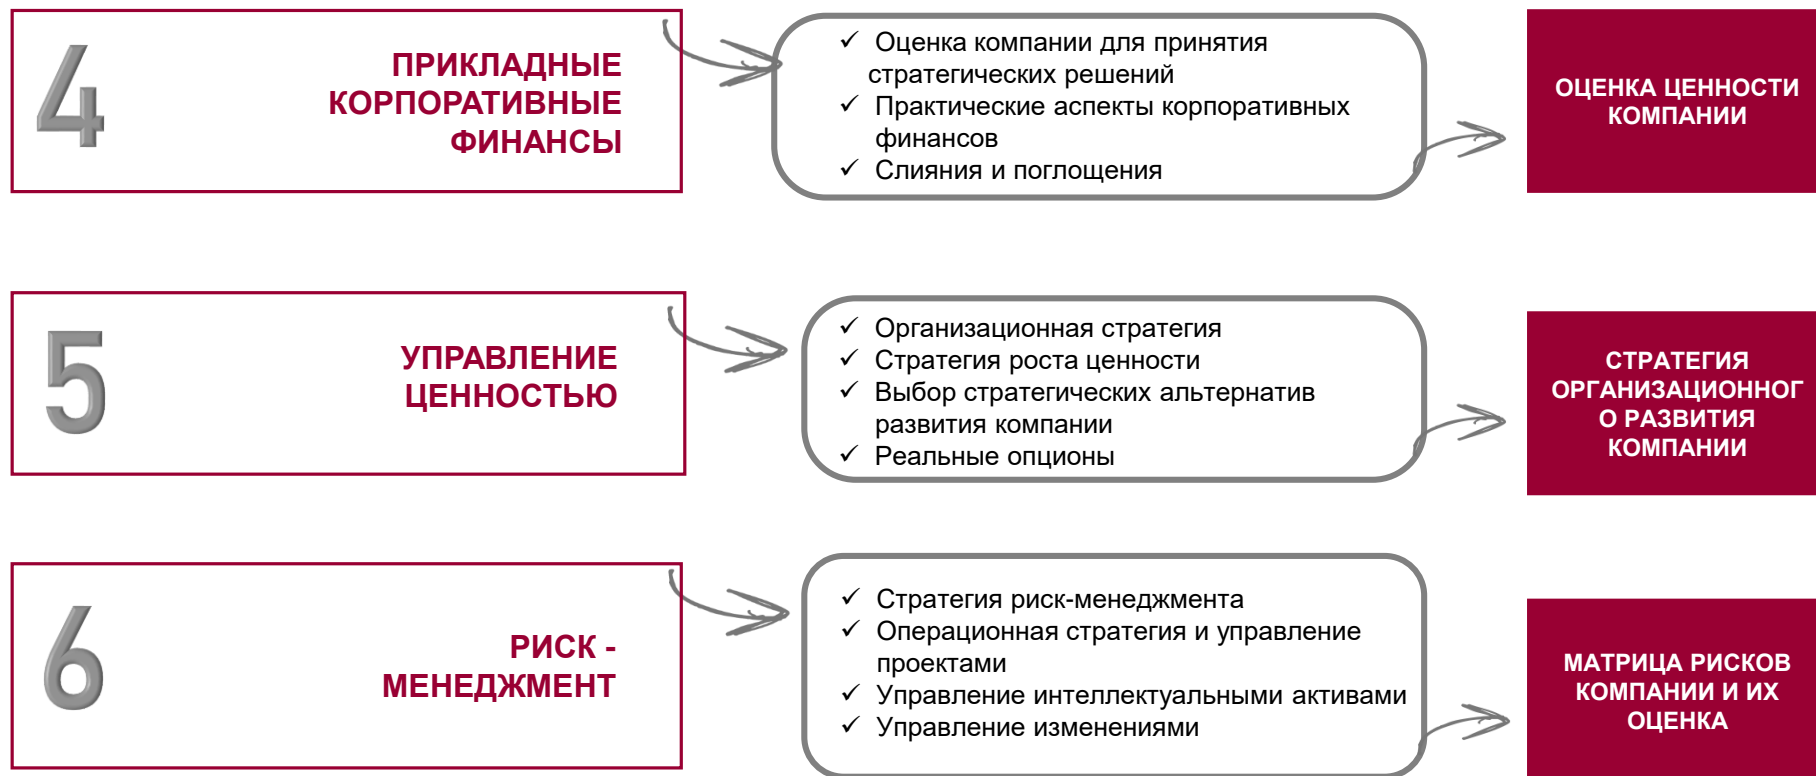 4
ПРИКЛАДНЫЕ
КОРПОРАТИВНЫЕ
ФИНАНСЫ
✓ Оценка компании для принятия
стратегических решений
✓ Практические аспекты корпоративных
финансов
✓ Слияния и поглощения
ОЦЕНКА ЦЕННОСТИ
КОМПАНИИ
5
УПРАВЛЕНИЕ
ЦЕННОСТЬЮ
✓ Организационная стратегия
✓ Стратегия роста ценности
✓ Выбор стратегических альтернатив
развития компании
✓ Реальные опционы
СТРАТЕГИЯ
ОРГАНИЗАЦИОННОГ
О РАЗВИТИЯ
КОМПАНИИ
6
РИСК -
МЕНЕДЖМЕНТ
✓ Стратегия риск-менеджмента
✓ Операционная стратегия и управление
проектами
✓ Управление интеллектуальными активами
✓ Управление изменениями
МАТРИЦА РИСКОВ
КОМПАНИИ И ИХ
ОЦЕНКА